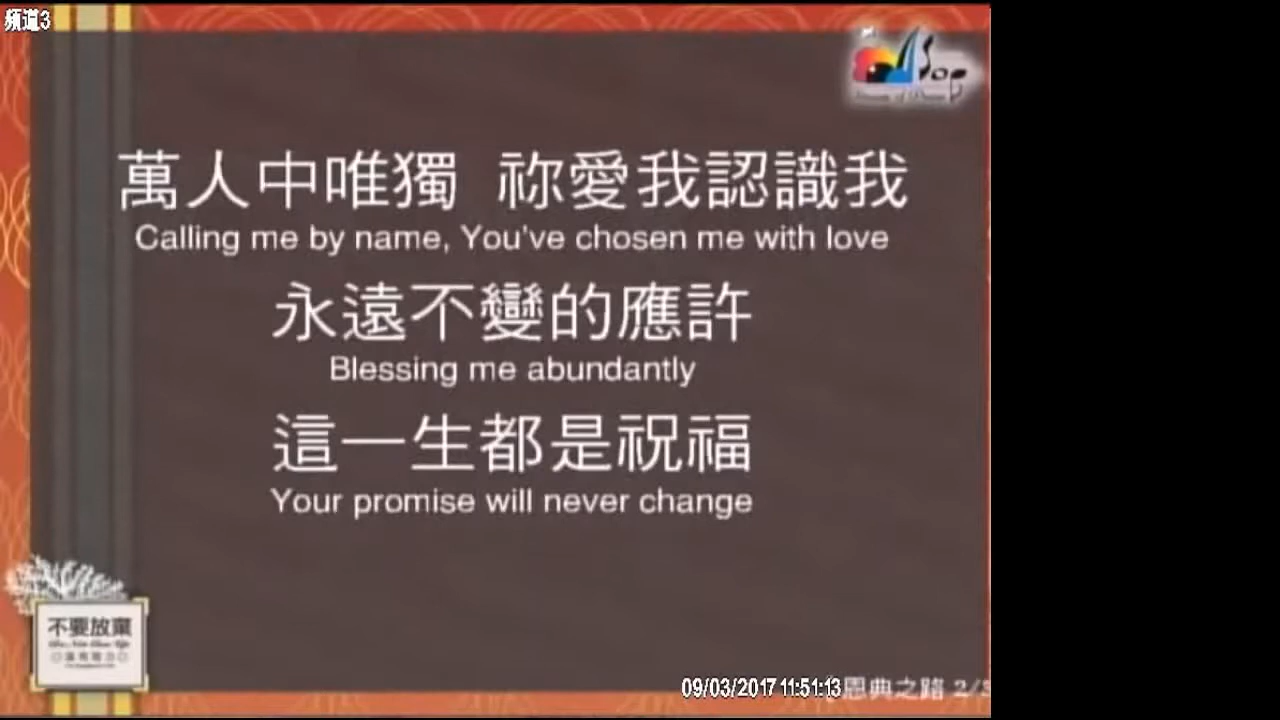 頻道3
Sop
萬人中唯獨 祢愛我認識我
Calling me by name, You've chosen me with love
永遠不變的應許
Blessing me abundantly
這一生都是祝福
Your promise will never change
不要放棄
09/03/2017 11:51:13
恩典之路 2/3